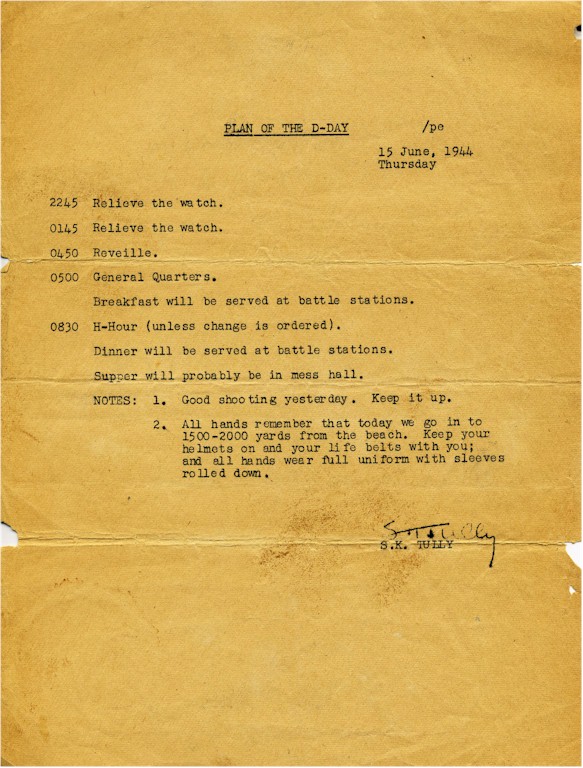 PLAN OF THE D-DAY
/pe
15 June, 1944
Thursday
2245 Relieve the watch.
0145 Relieve the watch.
0450 Reveille.
0500 General Quarters.
Breakfast will be served at battle stations.
0830 H-Hour (unless change is ordered).
Dinner will be served at battle stations.
Supper will probably be in mess hall.
NOTES: 1. Good shooting yesterday. Keep it up.
2. All hands remember that today we go in to
1500-2000 yards from the beach. Keep your
helmets on and your life belts with you;
and all hands wear full uniform with sleeves
rolled down.
S K Tully
S.K. TULLY